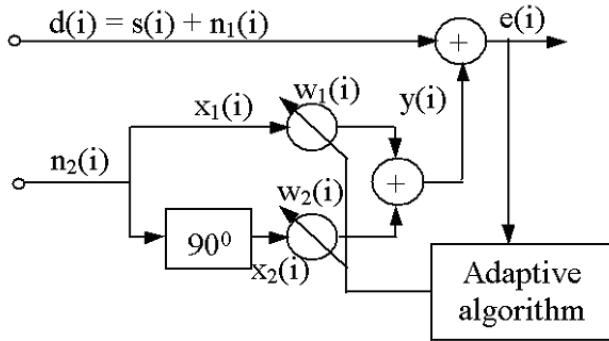 d(i) = s(i) + n₁(i)
+
e(i)
x₁(i)
w₁(i)
y(i)
n₂(i)
+
w₂(i)
90⁰
x₂(i)
Adaptive
algorithm